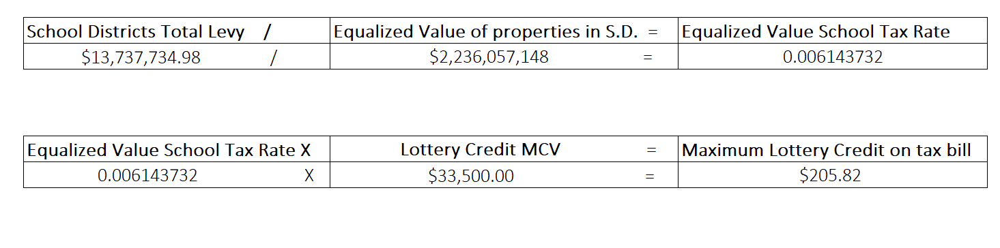 School Districts Total Levy / Equalized Value of properties in S.D. = Equalized Value School Tax Rate
$13,737,734.98 / $2,236,057,148 = 0.006143732
Equalized Value School Tax Rate X Lottery Credit MCV = Maximum Lottery Credit on tax bill
0.006143732 X $33,500.00 = $205.82